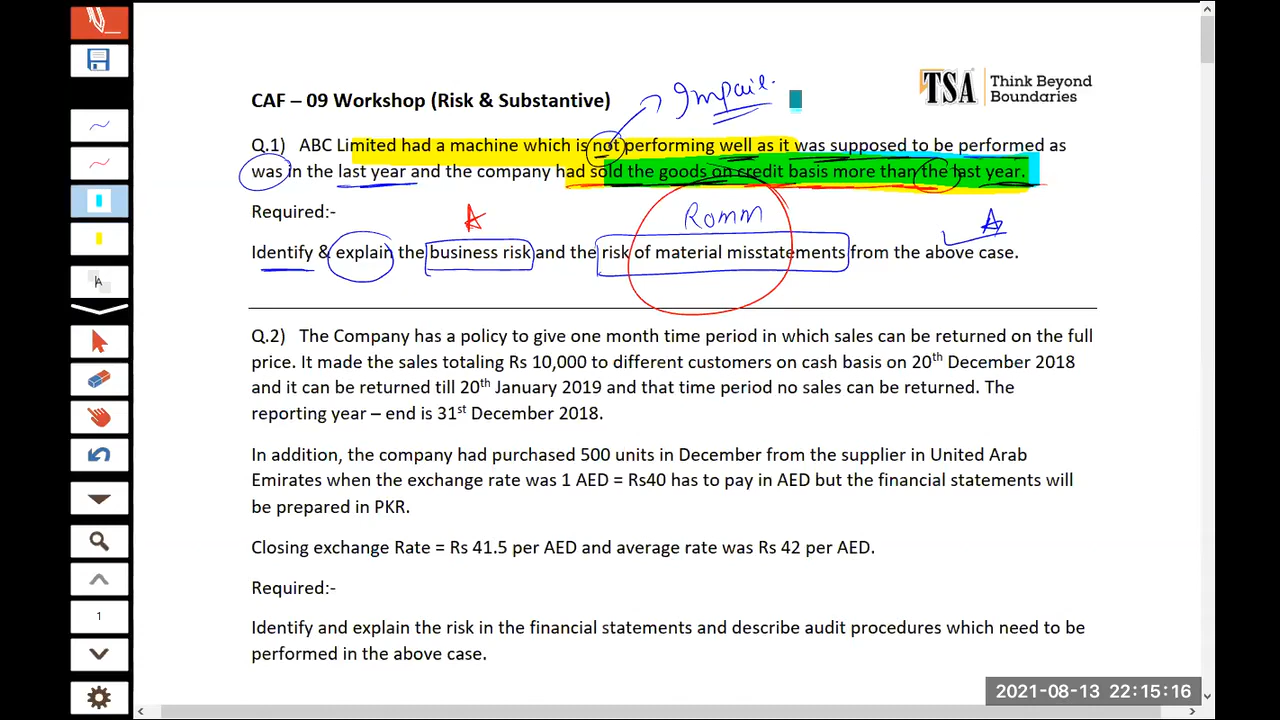 TSA Think Beyond
Boundaries
Impair.
CAF – 09 Workshop (Risk & Substantive)
Q.1) ABC Limited had a machine which is not performing well as it was supposed to be performed as
was in the last year and the company had sold the goods on credit basis more than the last year.
Required:-
Romm
Identify & explain the business risk and the risk of material misstatements from the above case.
Q.2) The Company has a policy to give one month time period in which sales can be returned on the full
price. It made the sales totaling Rs 10,000 to different customers on cash basis on 20th December 2018
and it can be returned till 20th January 2019 and that time period no sales can be returned. The
reporting year – end is 31st December 2018.
In addition, the company had purchased 500 units in December from the supplier in United Arab
Emirates when the exchange rate was 1 AED = Rs40 has to pay in AED but the financial statements will
be prepared in PKR.
Closing exchange Rate = Rs 41.5 per AED and average rate was Rs 42 per AED.
Required:-
Identify and explain the risk in the financial statements and describe audit procedures which need to be
performed in the above case.
A
1
2021-08-13 22:15:16